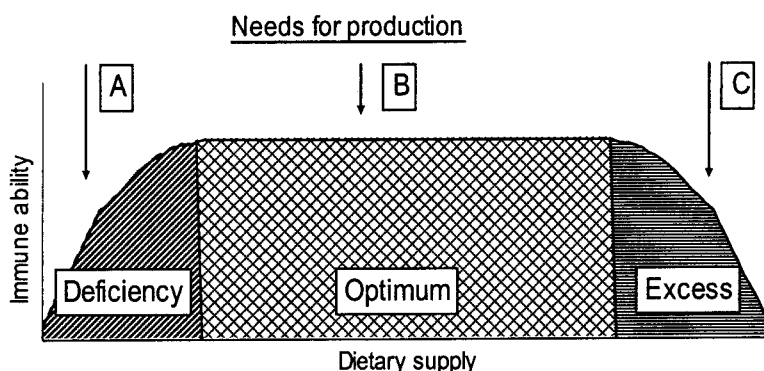 Needs for production
A
B
C
Immune ability
Deficiency
Optimum
Excess
Dietary supply